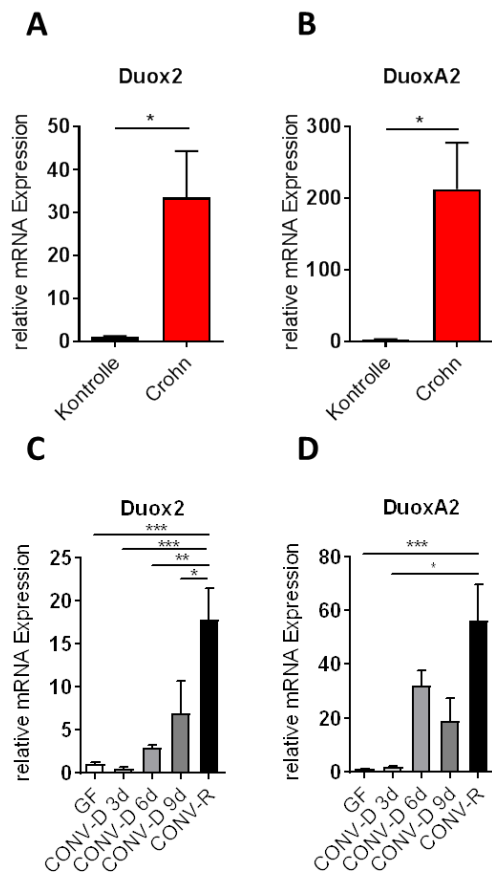 A
Duox2
relative mRNA Expression
50
40
30
20
10
0
*
Kontrolle
Crohn
B
DuoxA2
relative mRNA Expression
300
200
100
0
*
Kontrolle
Crohn
C
Duox2
relative mRNA Expression
25
20
15
10
5
0
***
***
**
*
GF
CONV-D 3d
CONV-D 6d
CONV-D 9d
CONV-R
D
DuoxA2
relative mRNA Expression
80
60
40
20
0
***
*
GF
CONV-D 3d
CONV-D 6d
CONV-D 9d
CONV-R